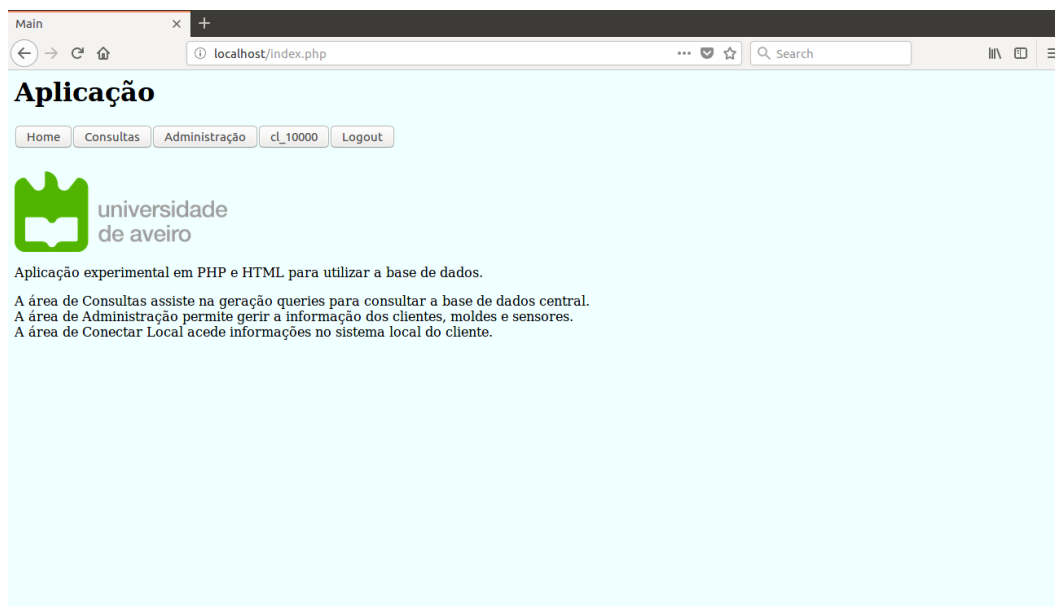 Main
localhost/index.php
Search
Aplicação
Home Consultas Administração cl_10000 Logout
universidade
de aveiro
Aplicação experimental em PHP e HTML para utilizar a base de dados.
A área de Consultas assiste na geração queries para consultar a base de dados central.
A área de Administração permite gerir a informação dos clientes, moldes e sensores.
A área de Conectar Local acede informações no sistema local do cliente.